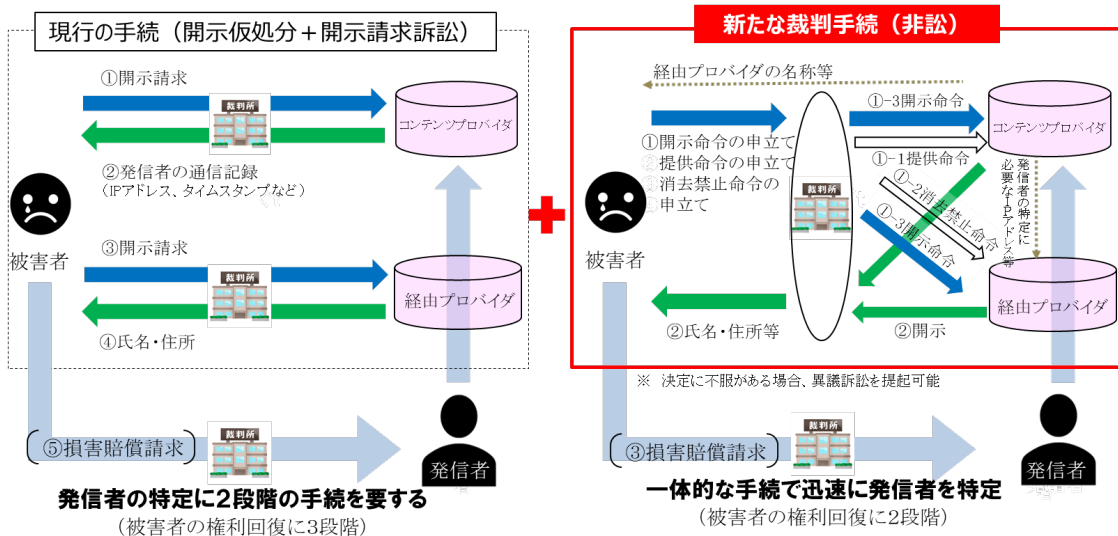 現行の手続（開示仮処分＋開示請求訴訟）
①開示請求
裁判所
コンテンツプロバイダ
②発信者の通信記録
（IPアドレス、タイムスタンプなど）
被害者
③開示請求
裁判所
経由プロバイダ
④氏名・住所
⑤損害賠償請求
裁判所
発信者
発信者の特定に2段階の手続を要する
（被害者の権利回復に3段階）
新たな裁判手続（非訟）
経由プロバイダの名称等
①-3開示命令
コンテンツプロバイダ
①開示命令の申立て
②提供命令の申立て
消去禁止命令の
申立て
①-1提供命令
①-2消去禁止命令
①-3開示命令
発信者の特定に
必要なIPアドレス等
裁判所
被害者
経由プロバイダ
②氏名・住所等
②開示
※ 決定に不服がある場合、異議訴訟を提起可能
③損害賠償請求
裁判所
発信者
一体的な手続で迅速に発信者を特定
（被害者の権利回復に2段階）